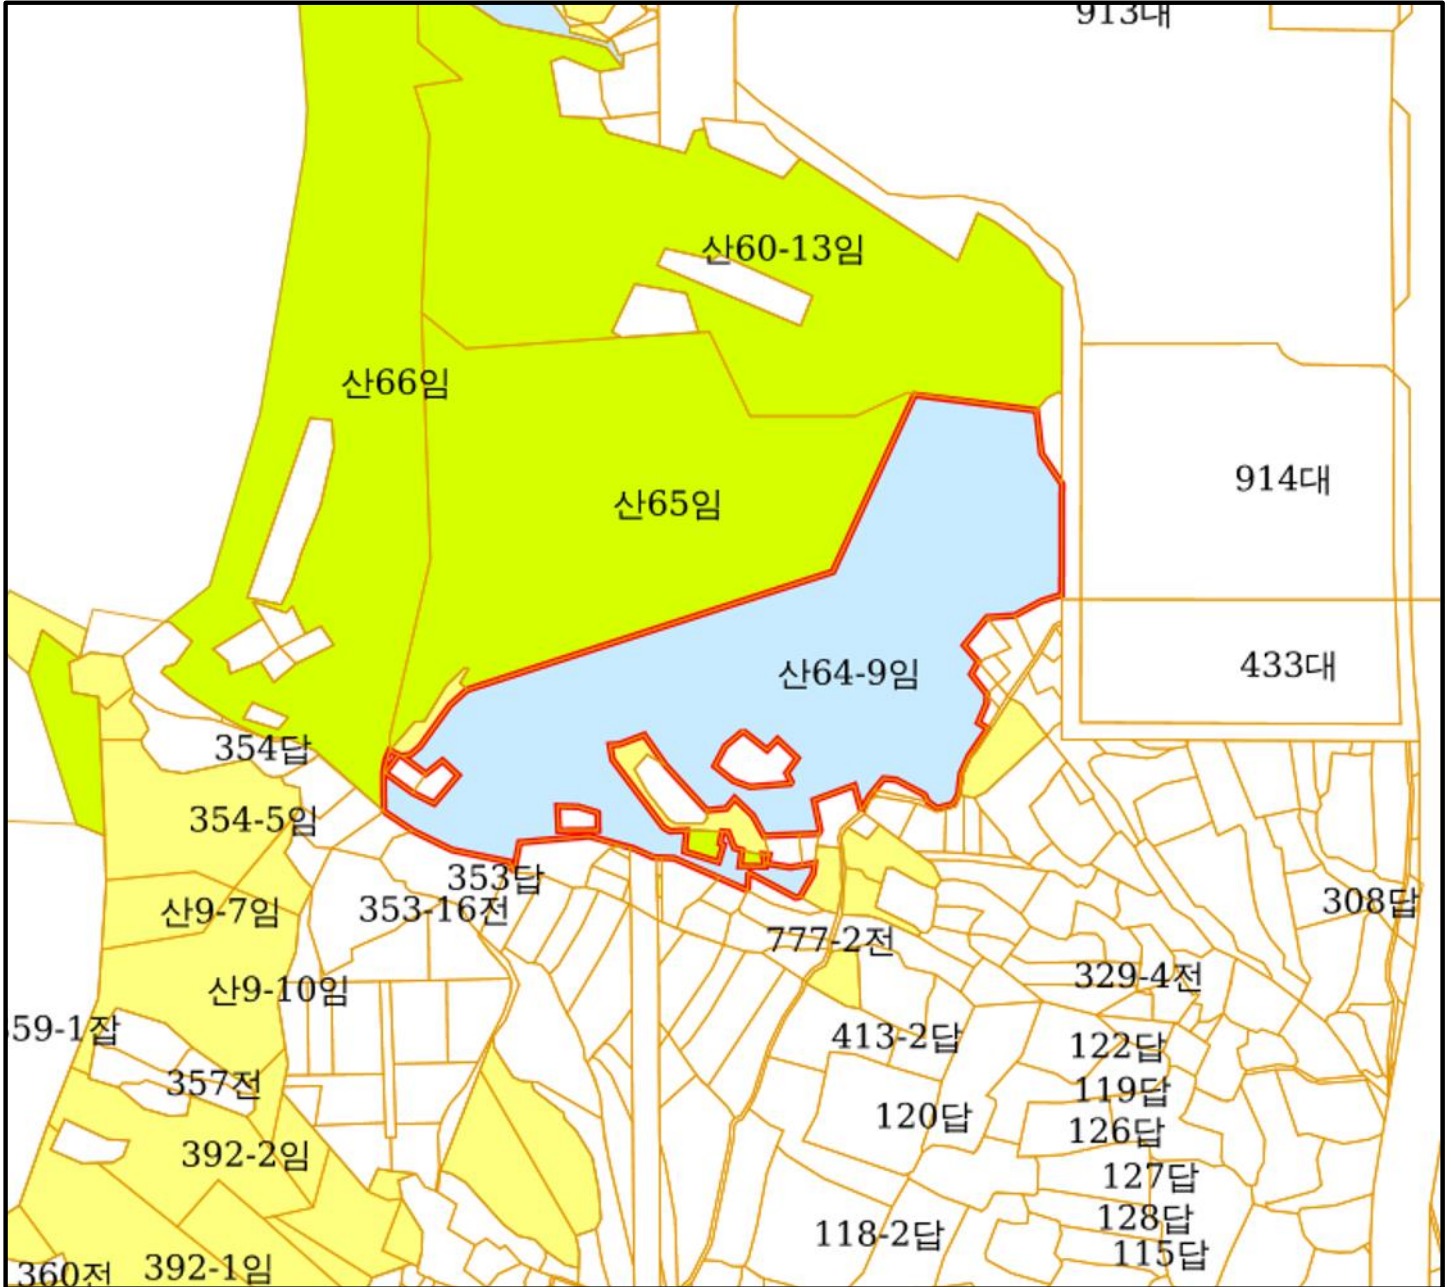 913대
산60-13임
산66임
914대
산65임
433대
산64-9임
354답
354-5임
353답
308답
산9-7임
353-16전
777-2전
329-4전
산9-10임
59-1잡
413-2답
122답
357전
119답
120답
126답
392-2임
127답
128답
118-2답
115답
360전
392-1임